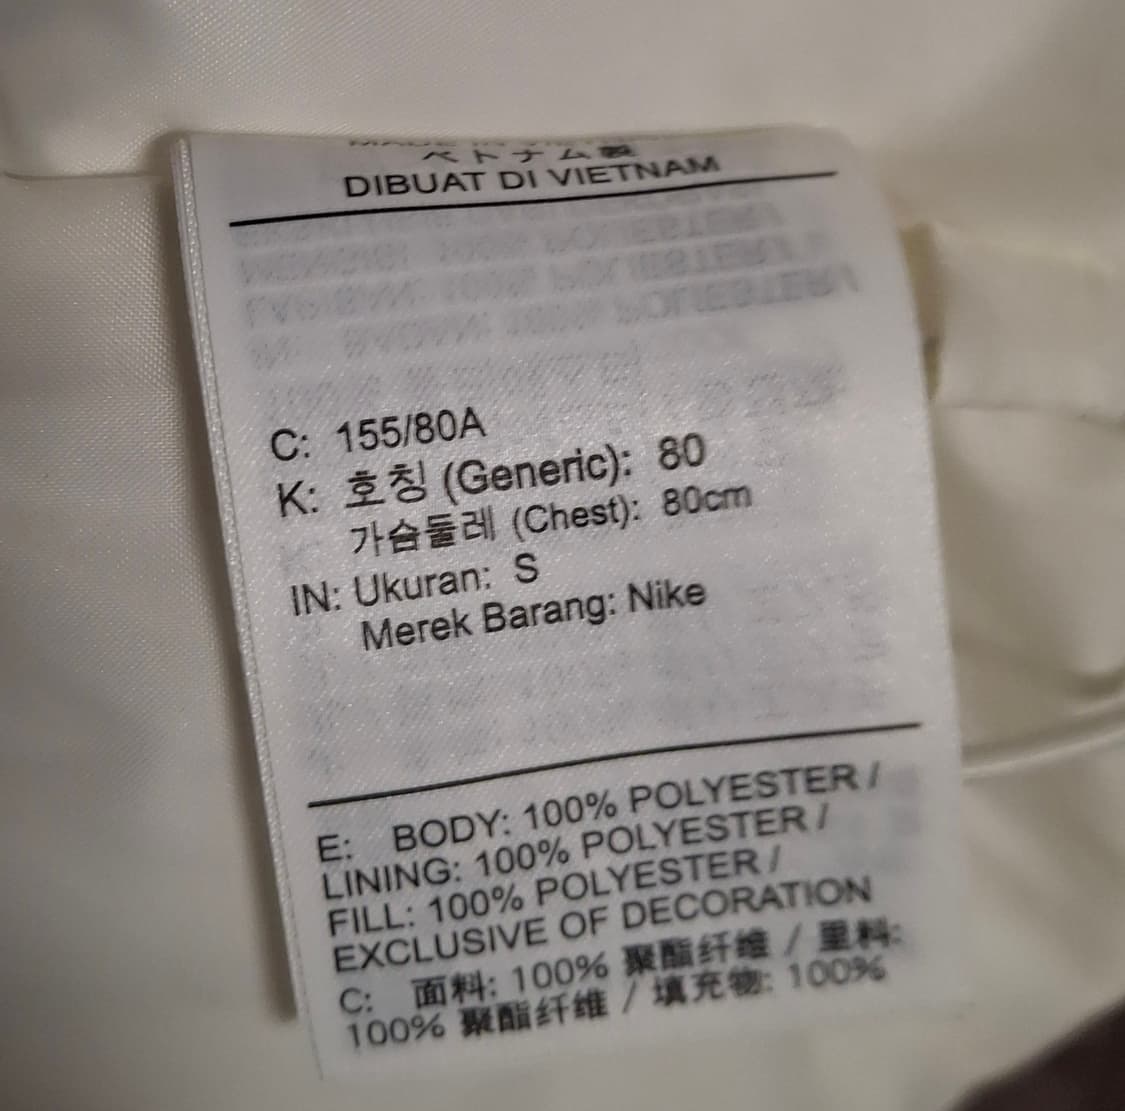 ベトナム製
DIBUAT DI VIETNAM
C: 155/80A
K: 호칭 (Generic): 80
가슴둘레 (Chest): 80cm
IN: Ukuran: S
Merek Barang: Nike
E: BODY: 100% POLYESTER /
LINING: 100% POLYESTER /
FILL: 100% POLYESTER /
EXCLUSIVE OF DECORATION
C: 面料: 100% 聚酯纤维 / 里料:
100% 聚酯纤维 / 填充物: 100%